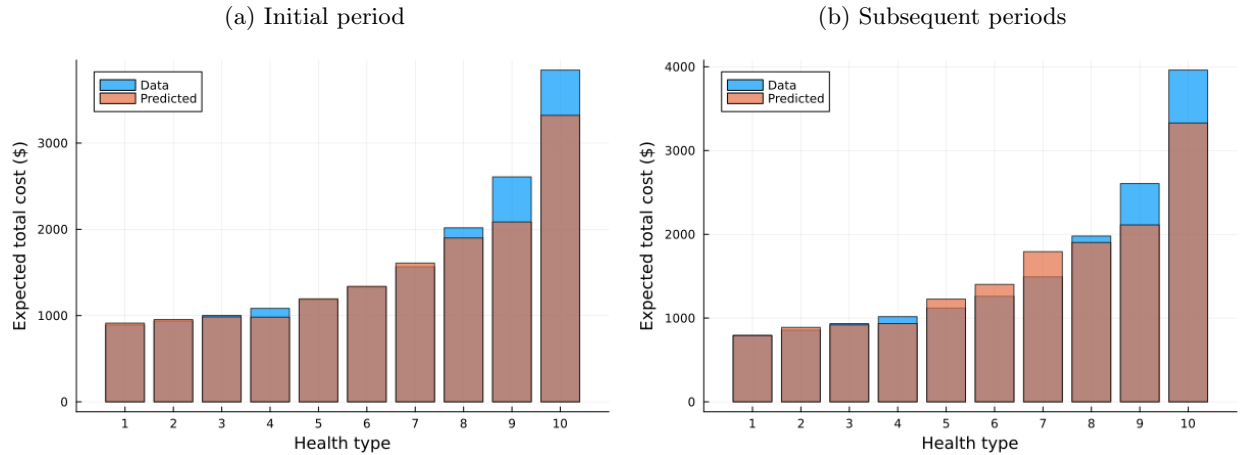 (a) Initial period
Data
Predicted
Expected total cost ($)
3000
2000
1000
0
1 2 3 4 5 6 7 8 9 10
Health type
(b) Subsequent periods
Data
Predicted
Expected total cost ($)
4000
3000
2000
1000
0
1 2 3 4 5 6 7 8 9 10
Health type